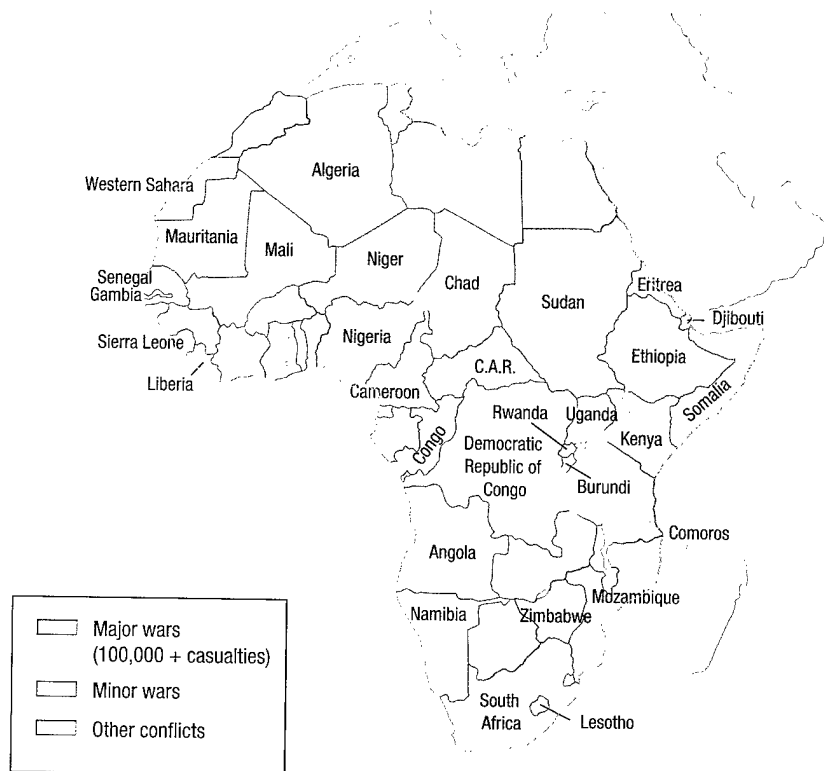 Algeria
Western Sahara
Mauritania
Mali
Niger
Chad
Sudan
Eritrea
Djibouti
Senegal
Gambia
Sierra Leone
Liberia
Nigeria
Ethiopia
C.A.R.
Cameroon
Somalia
Rwanda
Uganda
Kenya
Congo
Democratic
Republic of
Congo
Burundi
Comoros
Angola
Mozambique
Namibia
Zimbabwe
South
Africa
Lesotho
Major wars
(100,000 + casualties)
Minor wars
Other conflicts